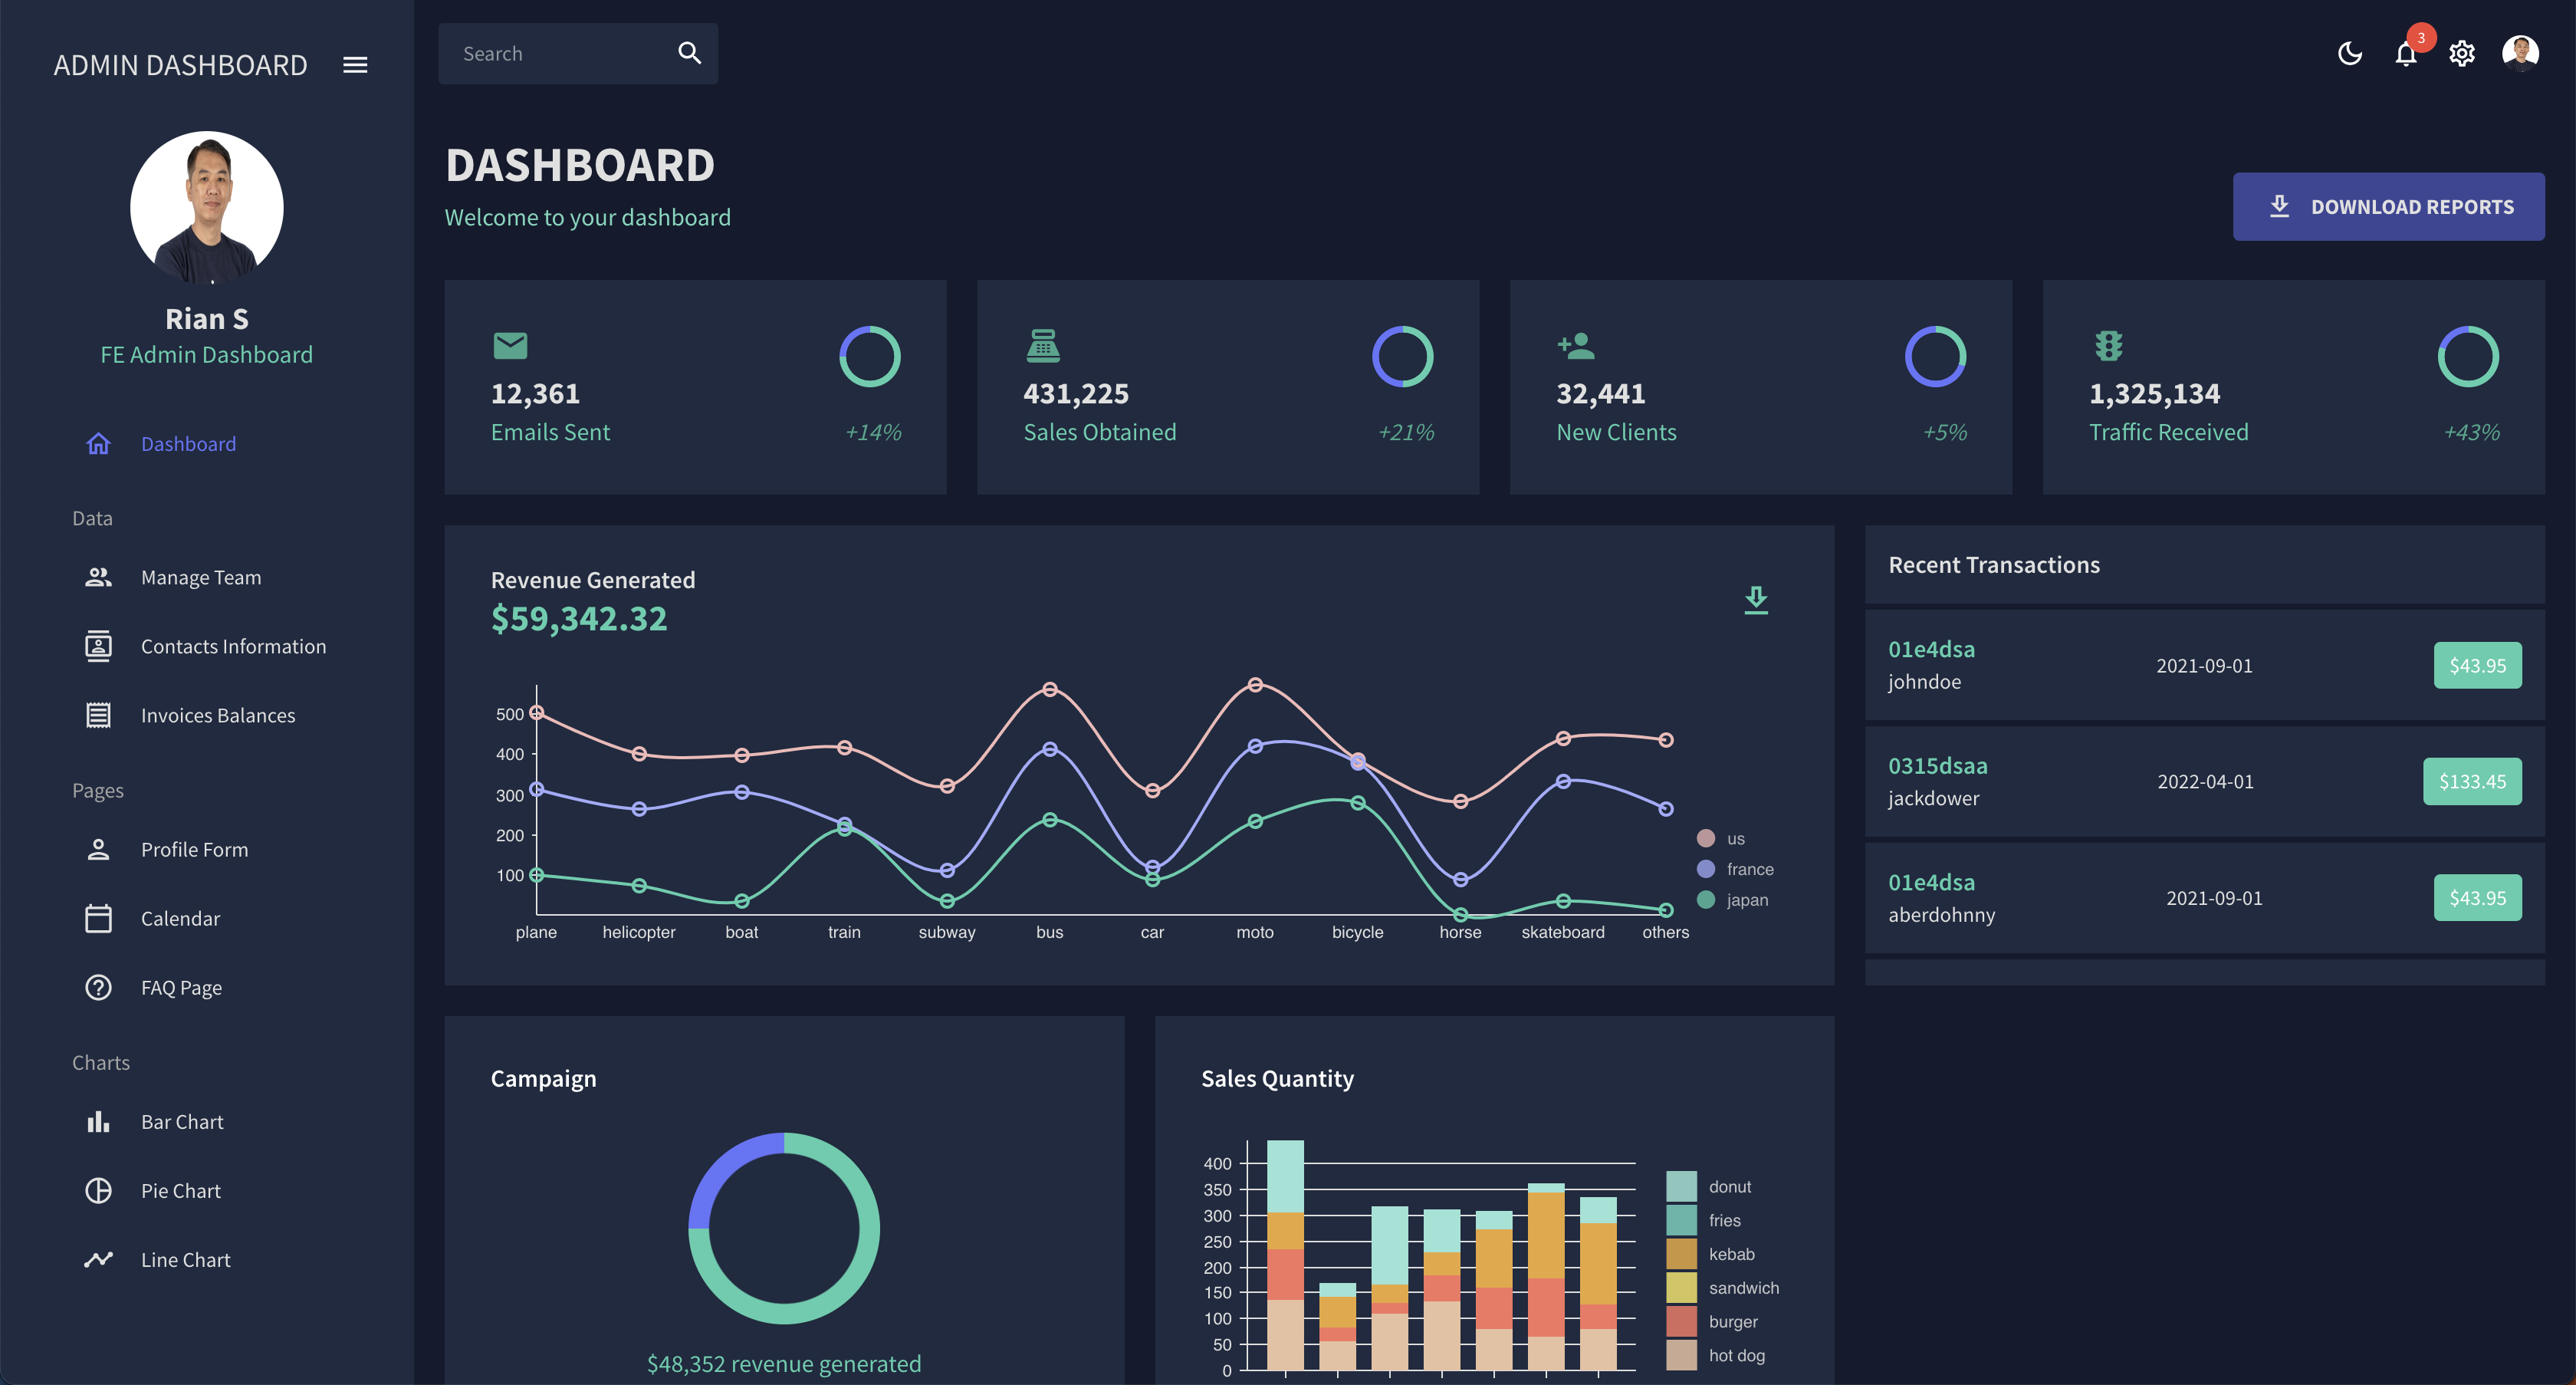 ADMIN DASHBOARD
Rian S
FE Admin Dashboard
Dashboard
Data
Manage Team
Contacts Information
Invoices Balances
Pages
Profile Form
Calendar
FAQ Page
Charts
Bar Chart
Pie Chart
Line Chart
Search
3
DASHBOARD
Welcome to your dashboard
DOWNLOAD REPORTS
12,361
Emails Sent
+14%
431,225
Sales Obtained
+21%
32,441
New Clients
+5%
1,325,134
Traffic Received
+43%
Revenue Generated
$59,342.32
500
400
300
200
100
plane helicopter boat train subway bus car moto bicycle horse skateboard others
us
france
japan
Recent Transactions
01e4dsa
johndoe
2021-09-01
$43.95
0315dsaa
jackdower
2022-04-01
$133.45
01e4dsa
aberdohnny
2021-09-01
$43.95
Campaign
$48,352 revenue generated
Sales Quantity
400
350
300
250
200
150
100
50
0
donut
fries
kebab
sandwich
burger
hot dog